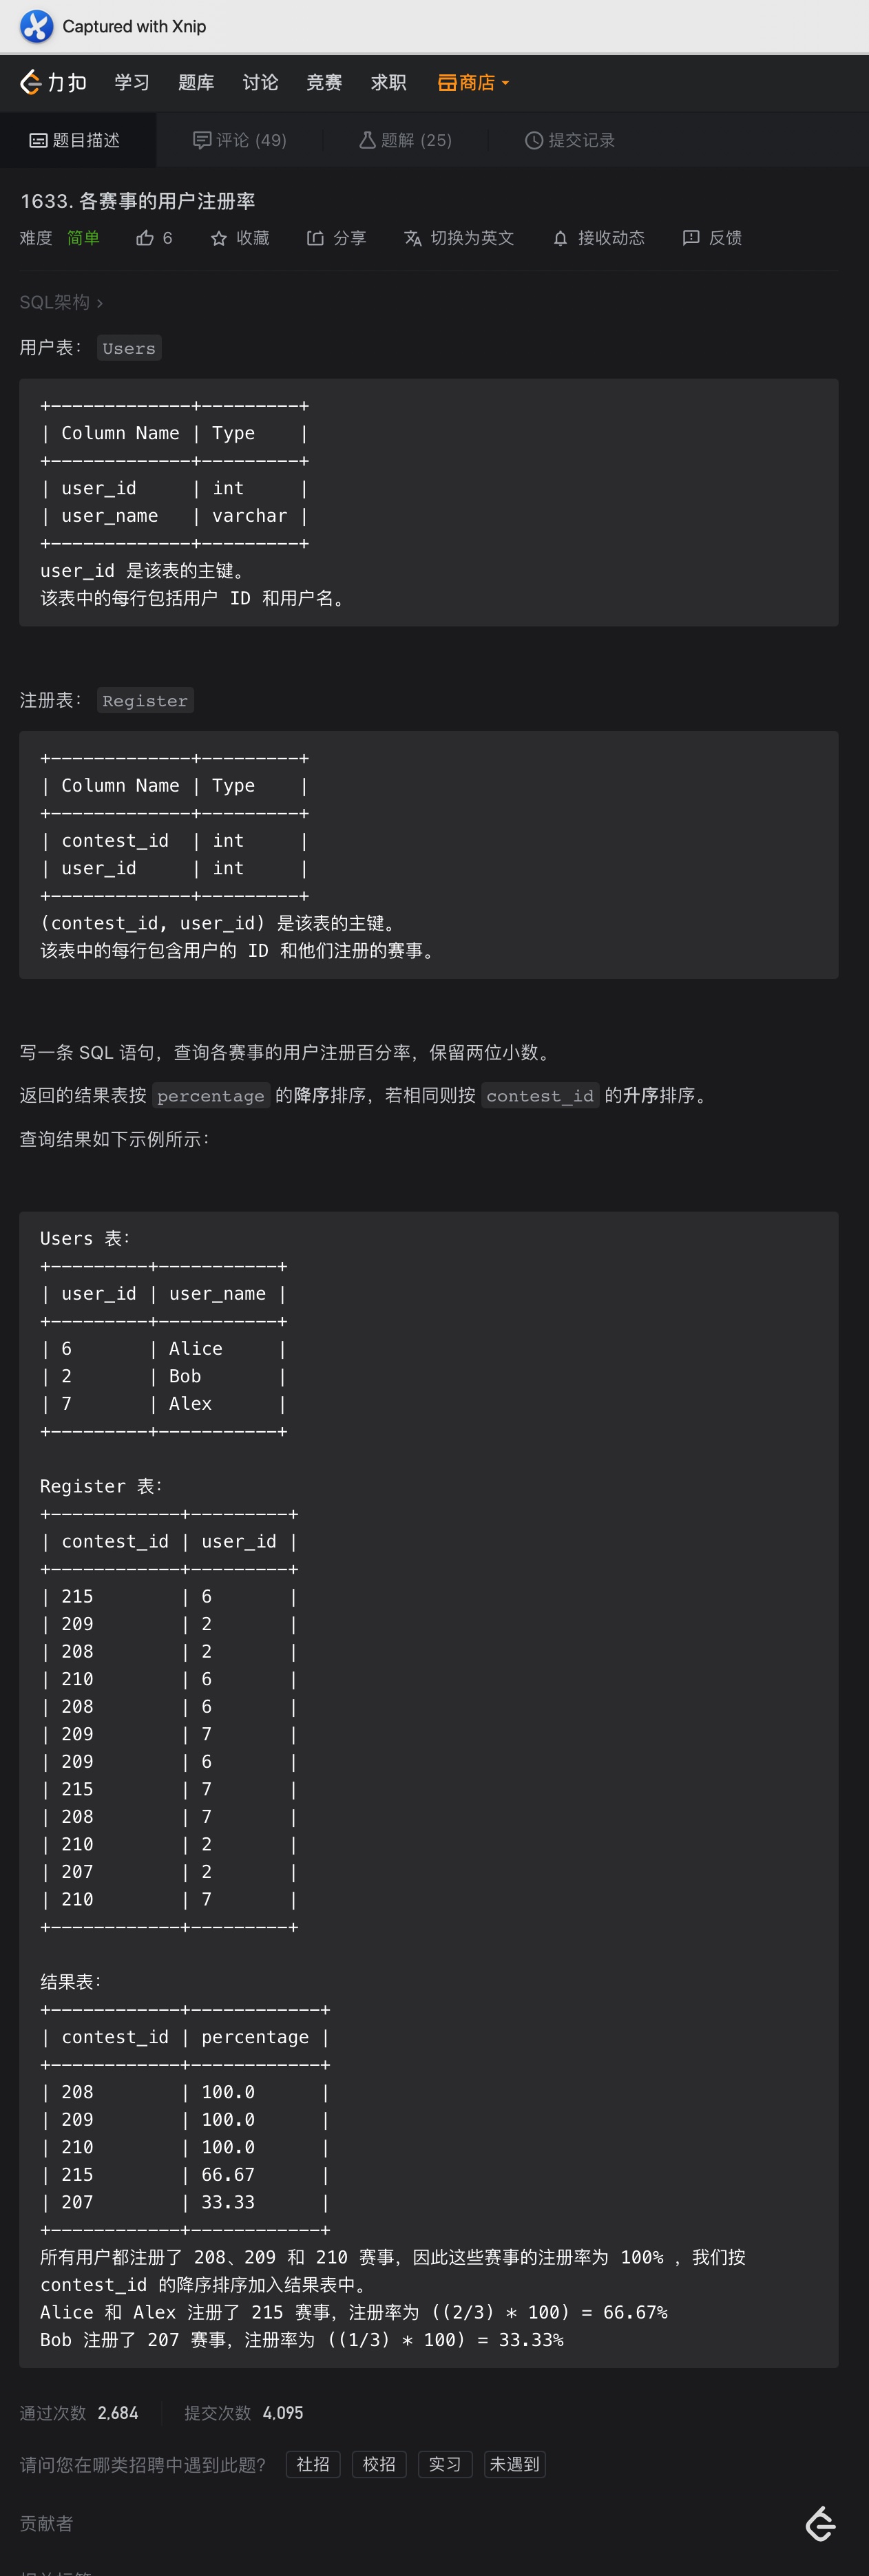 Captured with Xnip
力扣 学习 题库 讨论 竞赛 求职 商店
题目描述 评论 (49) 题解 (25) 提交记录
1633. 各赛事的用户注册率
难度 简单 6 收藏 分享 切换为英文 接收动态 反馈
SQL架构 >
用户表： Users
+-------------+---------+
| Column Name | Type    |
+-------------+---------+
| user_id     | int     |
| user_name   | varchar |
+-------------+---------+
user_id 是该表的主键。
该表中的每行包括用户 ID 和用户名。
注册表： Register
+-------------+---------+
| Column Name | Type    |
+-------------+---------+
| contest_id  | int     |
| user_id     | int     |
+-------------+---------+
(contest_id, user_id) 是该表的主键。
该表中的每行包含用户的 ID 和他们注册的赛事。
写一条 SQL 语句，查询各赛事的用户注册百分率，保留两位小数。
返回的结果表按 percentage 的降序排序，若相同则按 contest_id 的升序排序。
查询结果如下示例所示：
Users 表：
+---------+-----------+
| user_id | user_name |
+---------+-----------+
| 6       | Alice     |
| 2       | Bob       |
| 7       | Alex      |
+---------+-----------+
Register 表：
+------------+---------+
| contest_id | user_id |
+------------+---------+
| 215        | 6       |
| 209        | 2       |
| 208        | 2       |
| 210        | 6       |
| 208        | 6       |
| 209        | 7       |
| 209        | 6       |
| 215        | 7       |
| 208        | 7       |
| 210        | 2       |
| 207        | 2       |
| 210        | 7       |
+------------+---------+
结果表：
+------------+------------+
| contest_id | percentage |
+------------+------------+
| 208        | 100.0      |
| 209        | 100.0      |
| 210        | 100.0      |
| 215        | 66.67      |
| 207        | 33.33      |
+------------+------------+
所有用户都注册了 208、209 和 210 赛事，因此这些赛事的注册率为 100% ，我们按
contest_id 的降序排序加入结果表中。
Alice 和 Alex 注册了 215 赛事，注册率为 ((2/3) * 100) = 66.67%
Bob 注册了 207 赛事，注册率为 ((1/3) * 100) = 33.33%
通过次数 2,684 提交次数 4,095
请问您在哪类招聘中遇到此题？ 社招 校招 实习 未遇到
贡献者